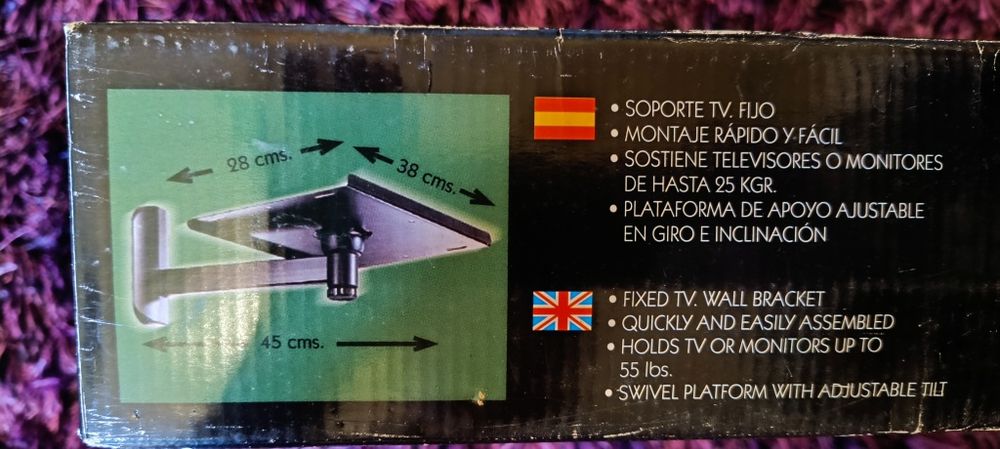 28 cms.
38 cms.
45 cms.
• SOPORTE TV. FIJO
• MONTAJE RÁPIDO Y FÁCIL
• SOSTIENE TELEVISORES O MONITORES
DE HASTA 25 KGR.
• PLATAFORMA DE APOYO AJUSTABLE
EN GIRO E INCLINACIÓN
• FIXED TV. WALL BRACKET
• QUICKLY AND EASILY ASSEMBLED
• HOLDS TV OR MONITORS UP TO
55 lbs.
• SWIVEL PLATFORM WITH ADJUSTABLE TILT